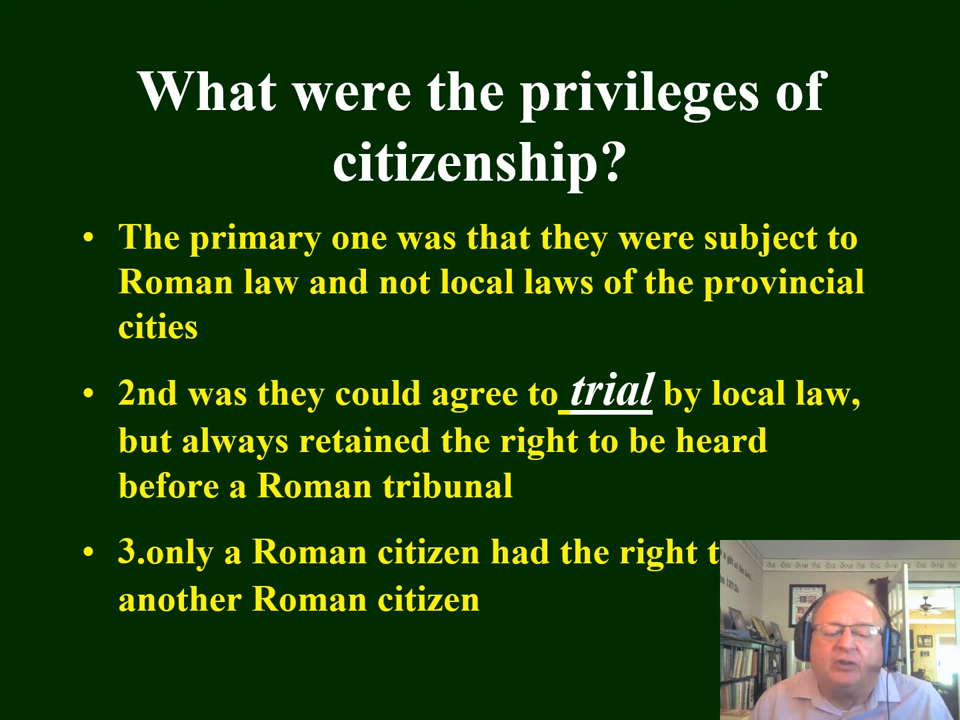 What were the privileges of
citizenship?
• The primary one was that they were subject to
Roman law and not local laws of the provincial
cities
• 2nd was they could agree to trial by local law,
but always retained the right to be heard
before a Roman tribunal
• 3.only a Roman citizen had the right
another Roman citizen